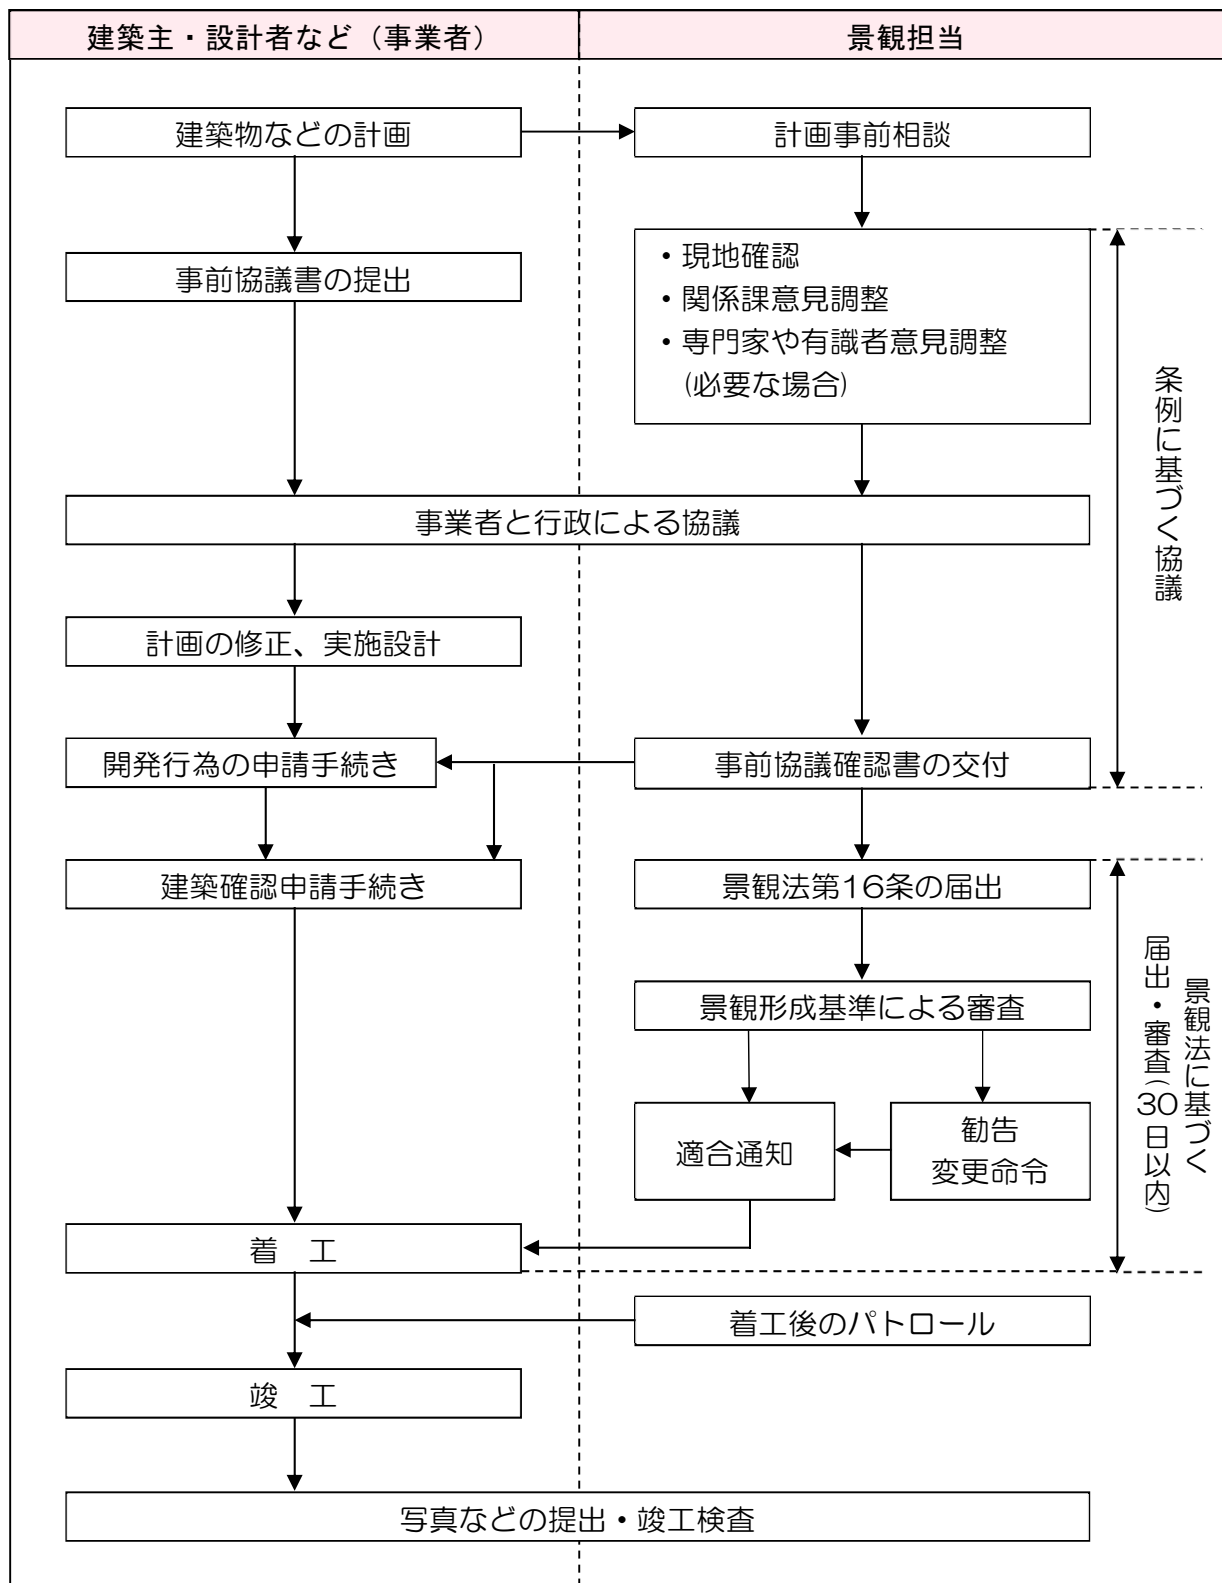 建築主・設計者など（事業者）
景観担当
建築物などの計画
計画事前相談
事前協議書の提出
・現地確認
・関係課意見調整
・専門家や有識者意見調整
(必要な場合)
条例に基づく協議
事業者と行政による協議
計画の修正、実施設計
開発行為の申請手続き
事前協議確認書の交付
建築確認申請手続き
景観法第16条の届出
景観形成基準による審査
景観法に基づく
届出・審査(30日以内)
適合通知
勧告
変更命令
着　工
着工後のパトロール
竣　工
写真などの提出・竣工検査